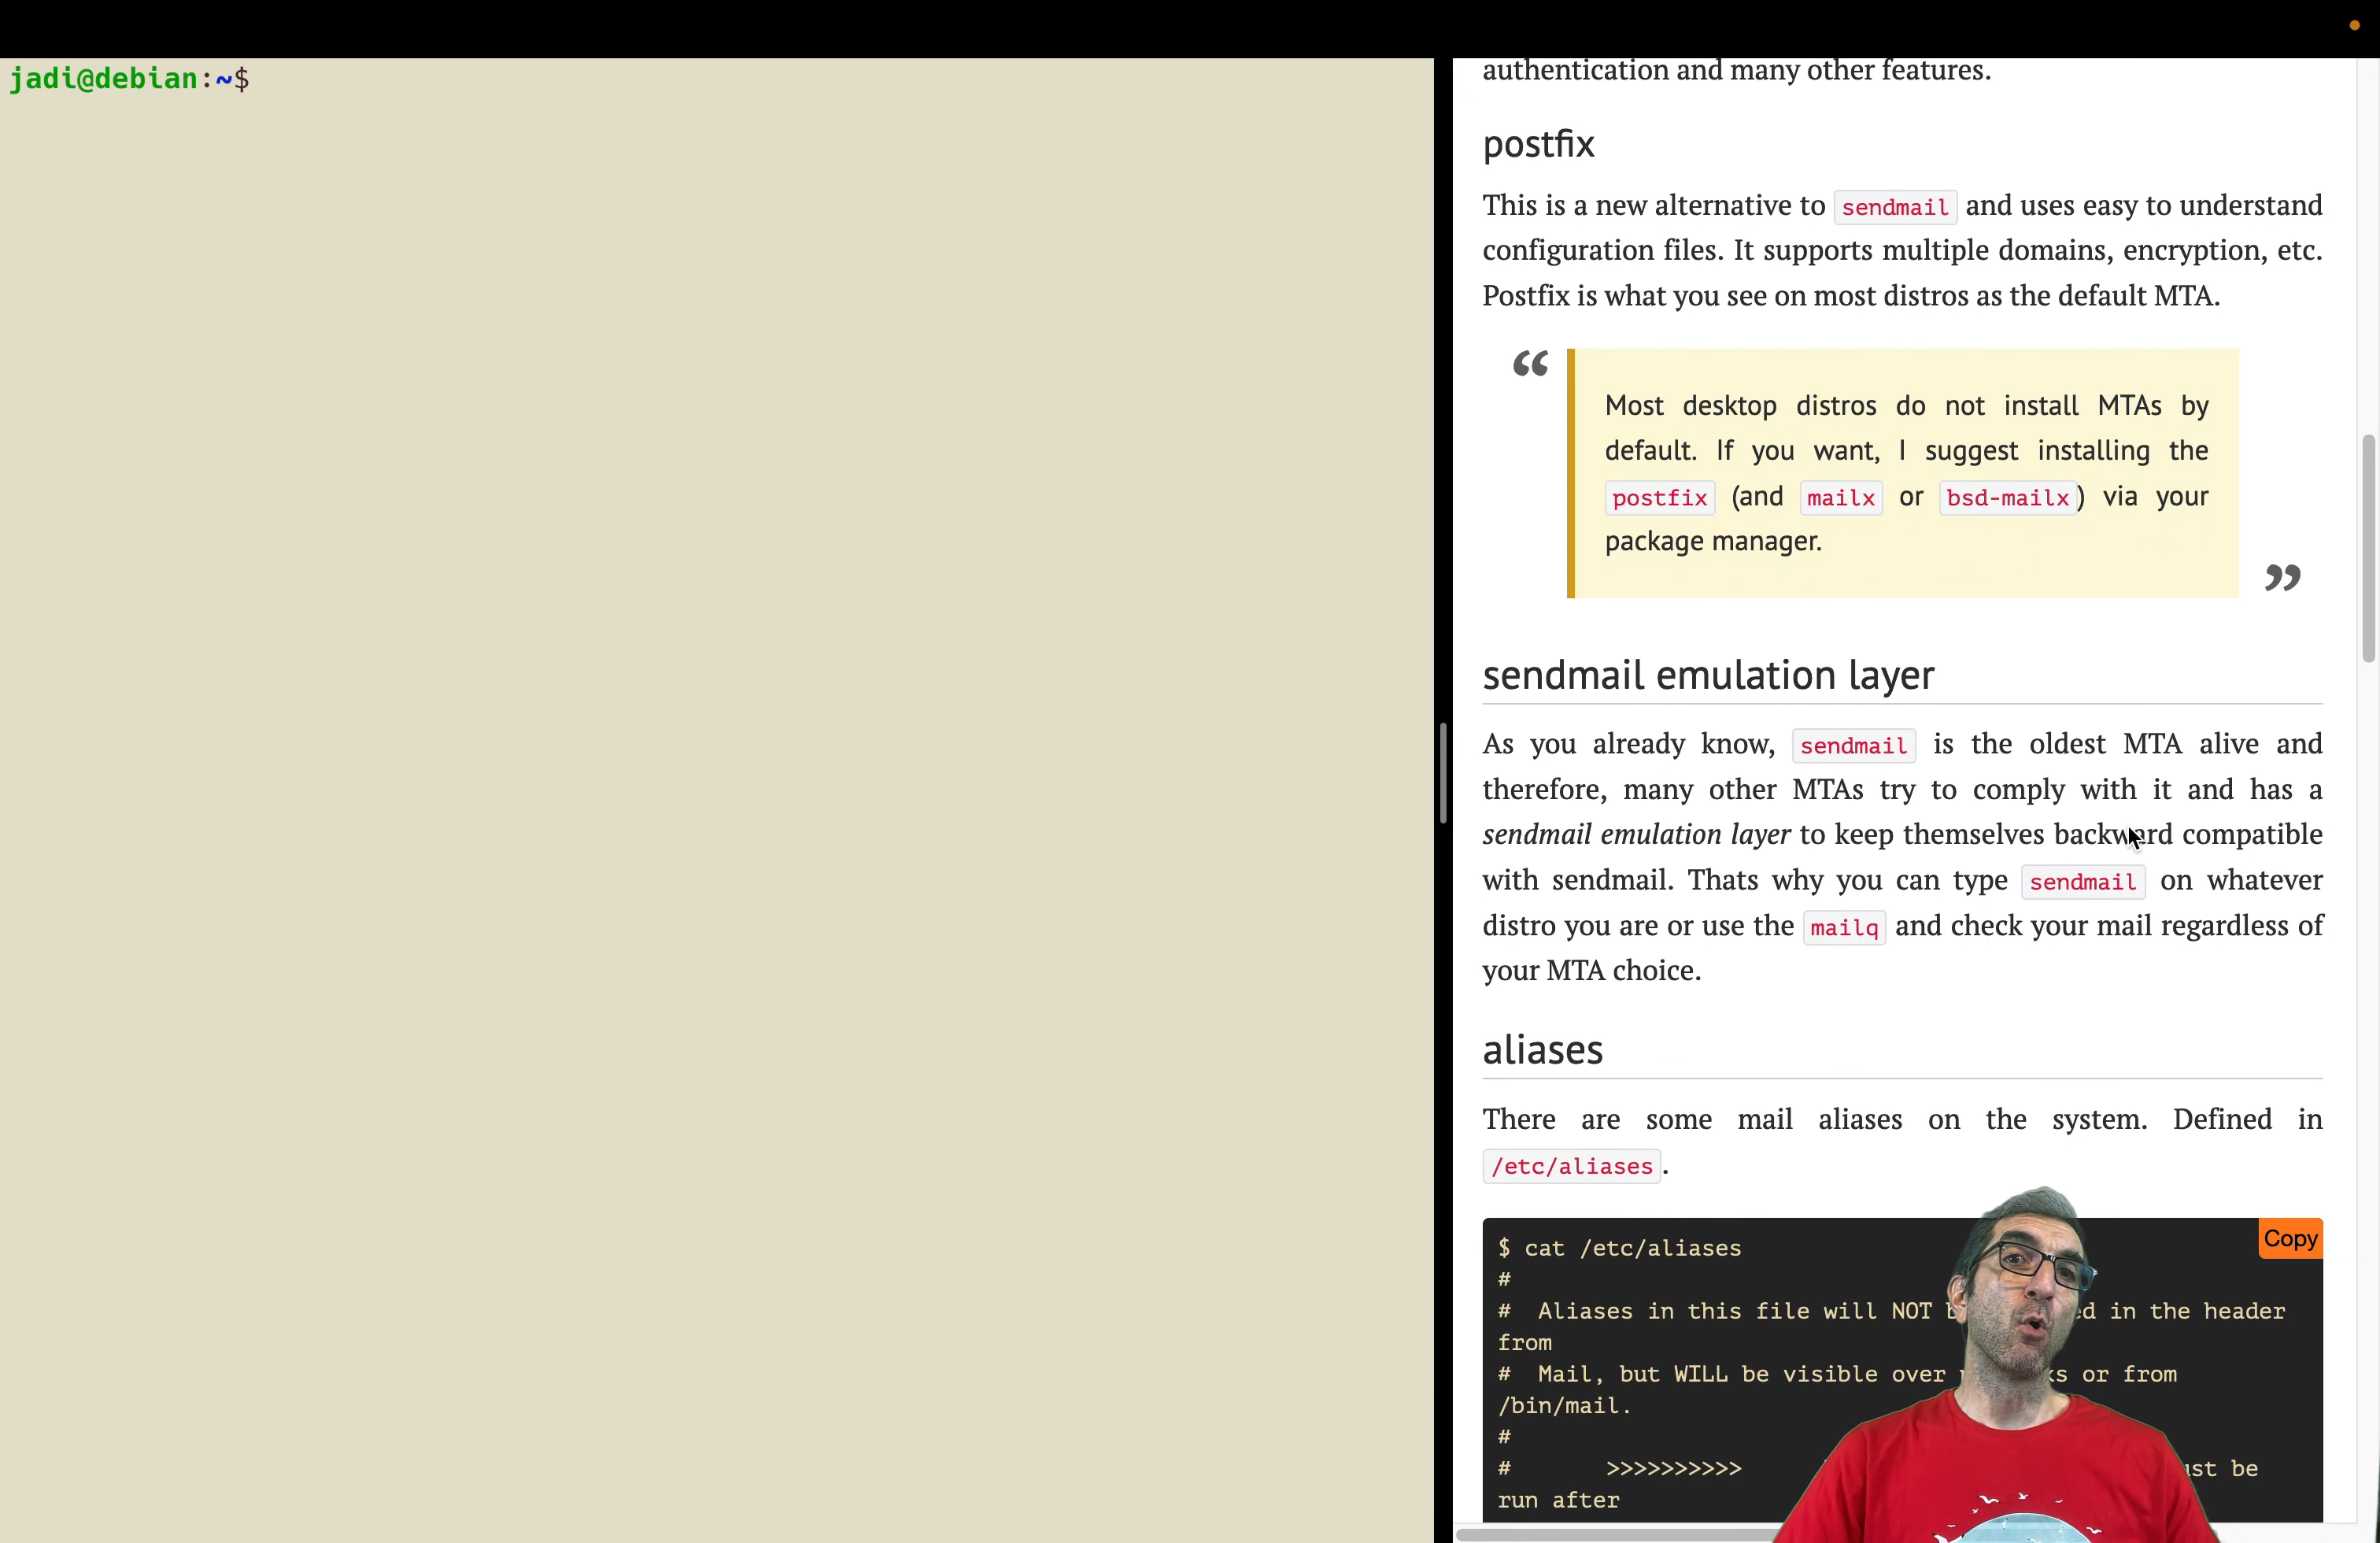 jadi@debian:~$
authentication and many other features.
postfix
This is a new alternative to sendmail and uses easy to understand
configuration files. It supports multiple domains, encryption, etc.
Postfix is what you see on most distros as the default MTA.
“
Most desktop distros do not install MTAs by
default. If you want, I suggest installing the
postfix (and mailx or bsd-mailx) via your
package manager.
”
sendmail emulation layer
As you already know, sendmail is the oldest MTA alive and
therefore, many other MTAs try to comply with it and has a
sendmail emulation layer to keep themselves backward compatible
with sendmail. Thats why you can type sendmail on whatever
distro you are or use the mailq and check your mail regardless of
your MTA choice.
aliases
There are some mail aliases on the system. Defined in
/etc/aliases.
Copy
$ cat /etc/aliases
#
# Aliases in this file will NOT in the header
from
# Mail, but WILL be visible over or from
/bin/mail.
#
# >>>>>>>>>> be
run after